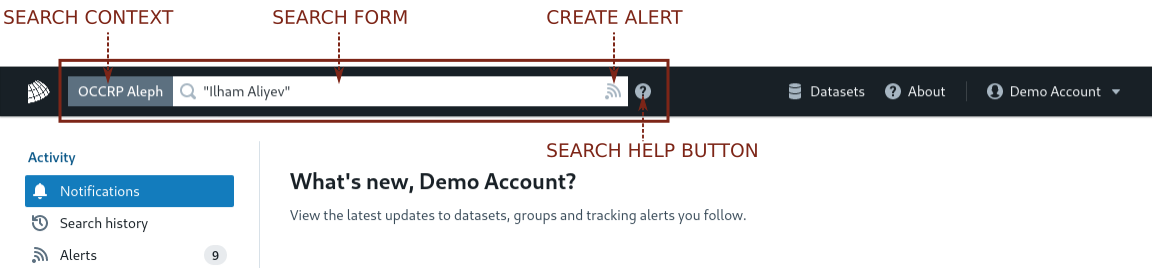 SEARCH CONTEXT SEARCH FORM CREATE ALERT
OCCRP Aleph "Ilham Aliyev" ? Datasets ? About Demo Account
SEARCH HELP BUTTON
Activity
What's new, Demo Account?
Notifications
View the latest updates to datasets, groups and tracking alerts you follow.
Search history
Alerts 9